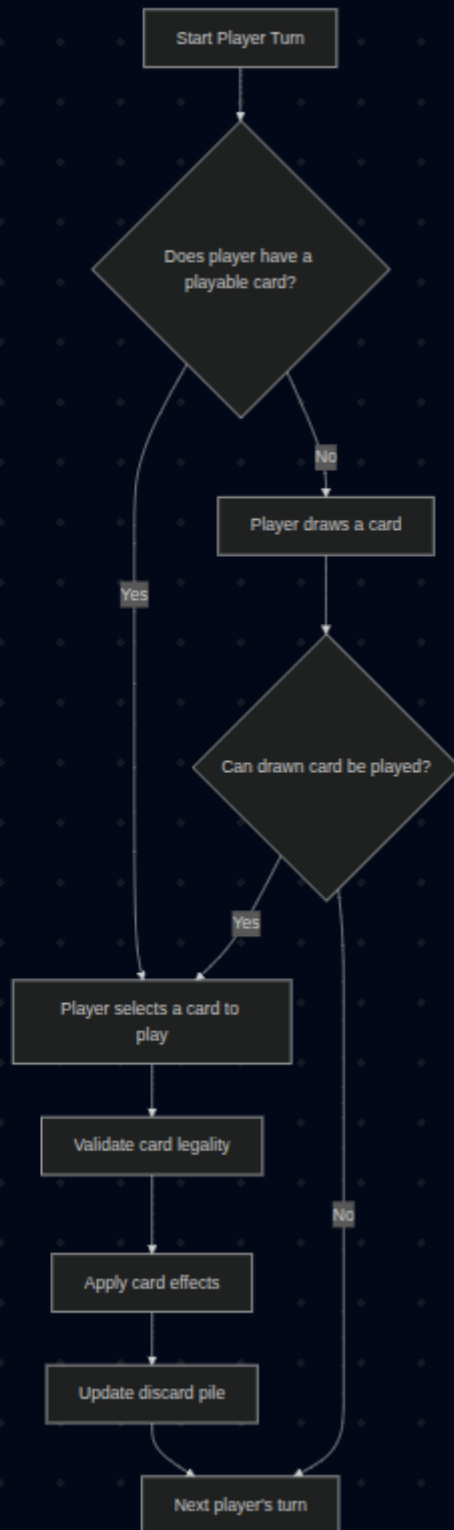 Start Player Turn
Does player have a
playable card?
No
Player draws a card
Yes
Can drawn card be played?
Yes
Player selects a card to
play
Validate card legality
No
Apply card effects
Update discard pile
Next player's turn